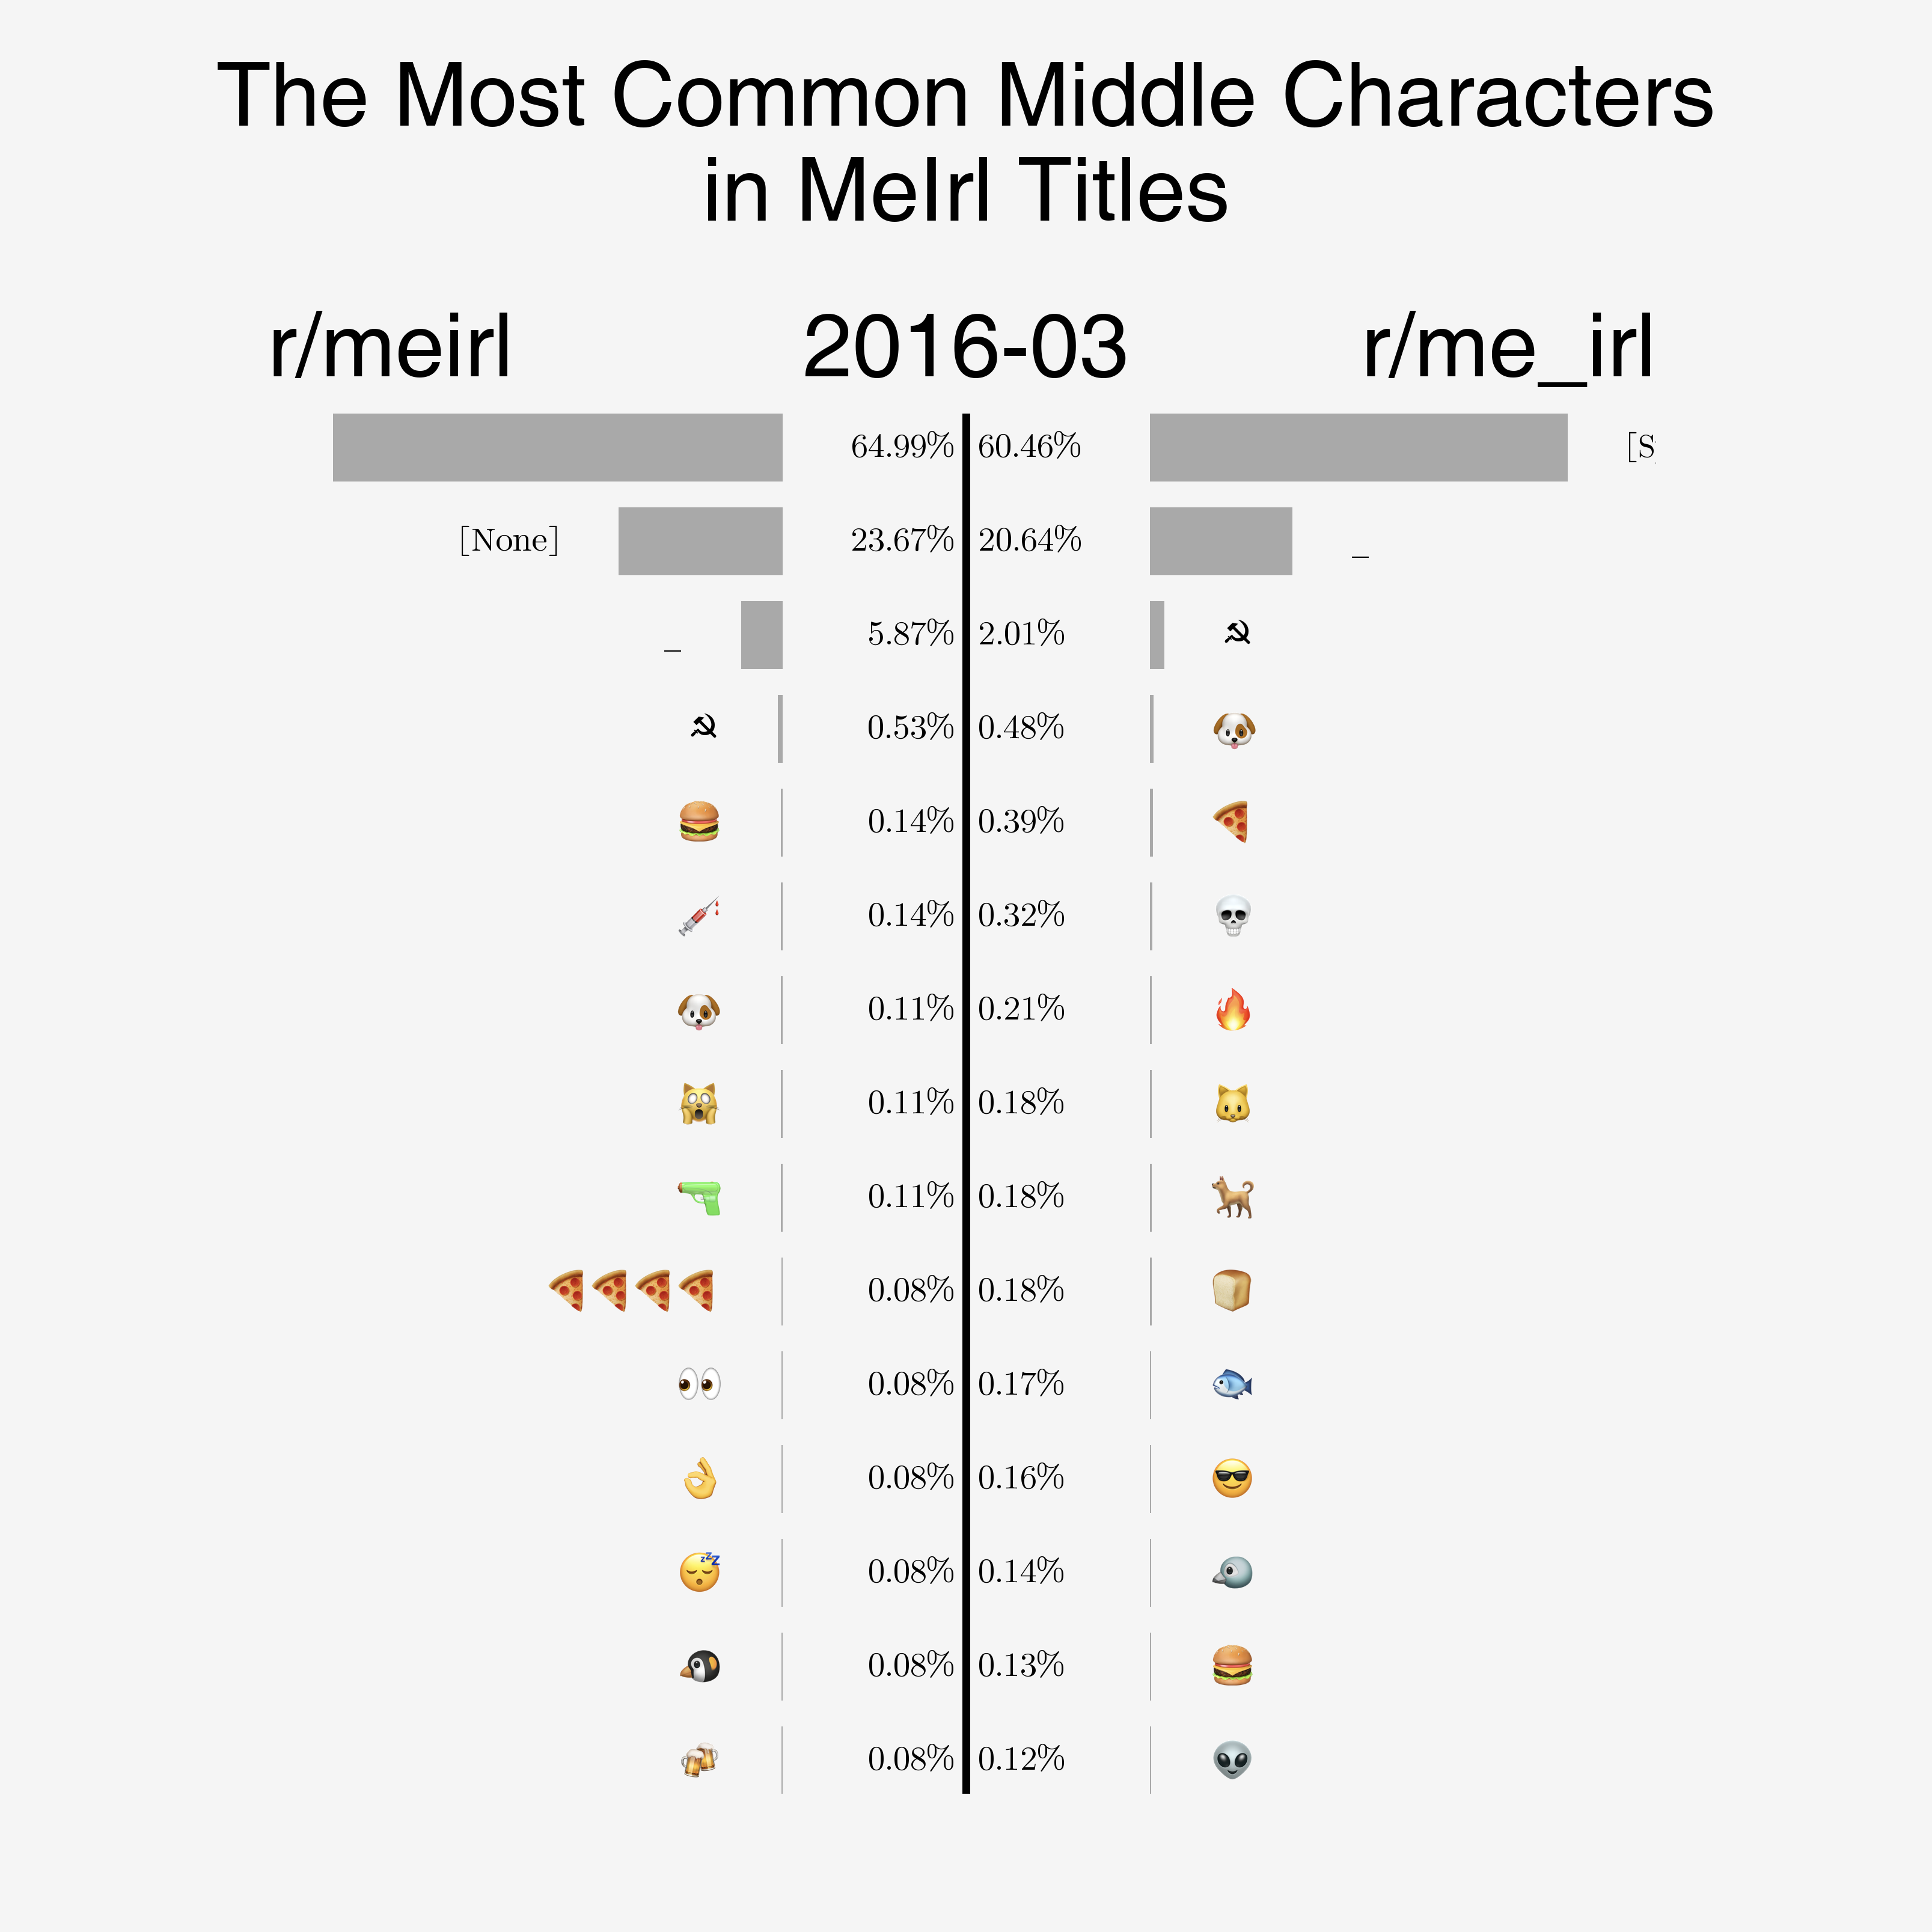 The Most Common Middle Characters
in MeIrl Titles
r/meirl 2016-03 r/me_irl
64.99% 60.46% [S
[None] 23.67% 20.64% _
_ 5.87% 2.01% ☭
☭ 0.53% 0.48% 🐶
🍔 0.14% 0.39% 🍕
💉 0.14% 0.32% 💀
🐶 0.11% 0.21% 🔥
🙀 0.11% 0.18% 🐱
🔫 0.11% 0.18% 🐕
🍕🍕🍕🍕 0.08% 0.18% 🍞
👀 0.08% 0.17% 🐟
👌 0.08% 0.16% 😎
😴 0.08% 0.14% 🐦
🐧 0.08% 0.13% 🍔
🍻 0.08% 0.12% 👽